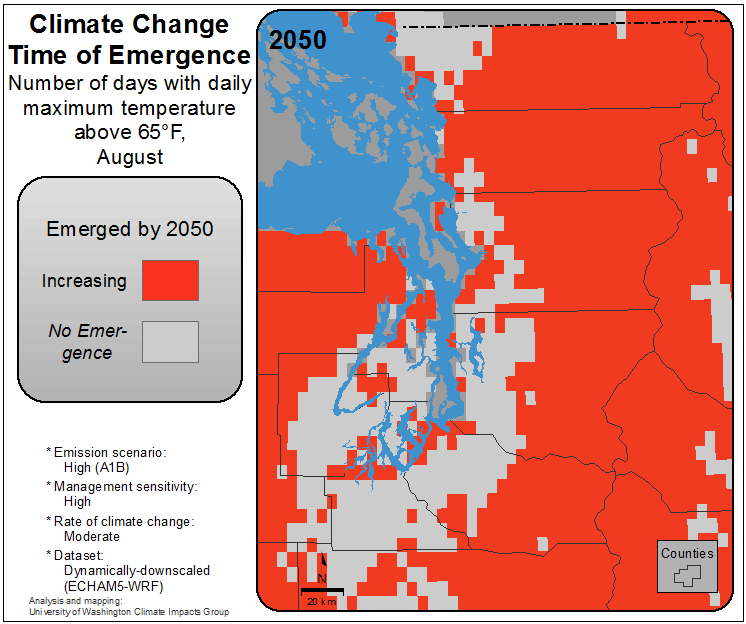 Climate Change
Time of Emergence
Number of days with daily
maximum temperature
above 65°F,
August
2050
Emerged by 2050
Increasing
No Emer-
gence
* Emission scenario:
High (A1B)
* Management sensitivity:
High
* Rate of climate change:
Moderate
* Dataset:
Dynamically-downscaled
(ECHAM5-WRF)
Analysis and mapping:
University of Washington Climate Impacts Group
N
20 km
Counties